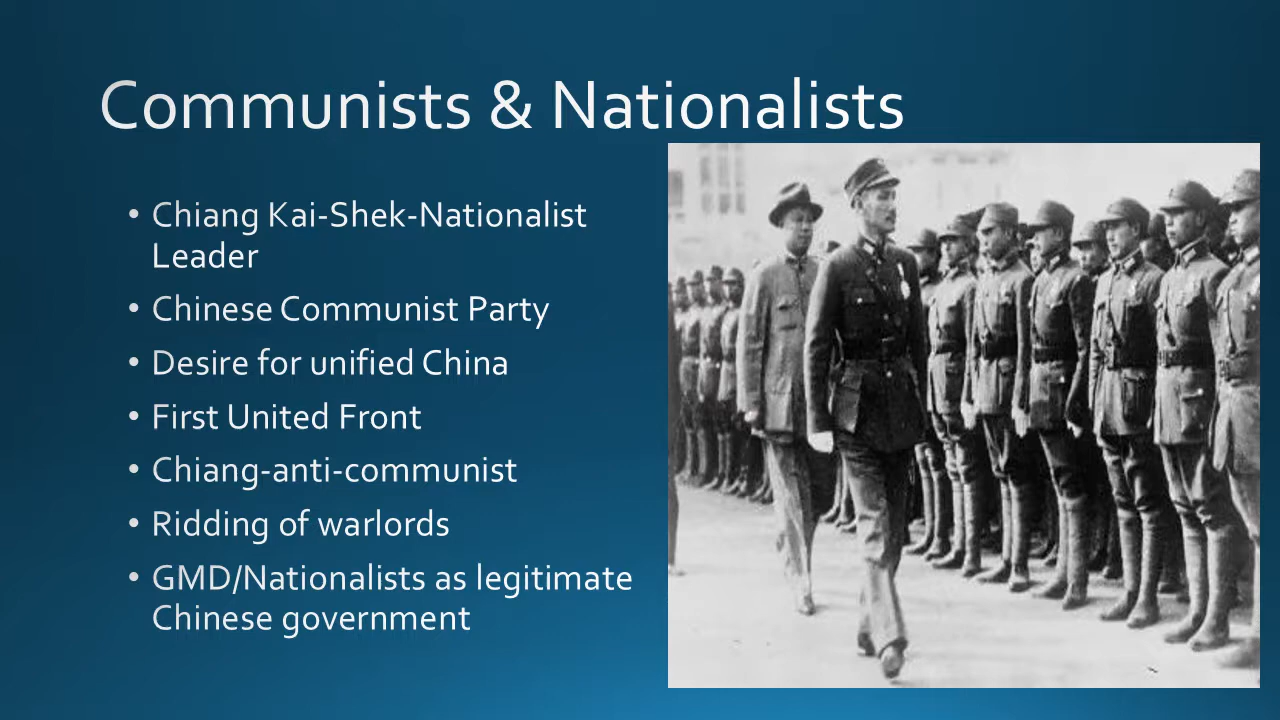 Communists & Nationalists
• Chiang Kai-Shek-Nationalist
Leader
• Chinese Communist Party
• Desire for unified China
• First United Front
• Chiang-anti-communist
• Ridding of warlords
• GMD/Nationalists as legitimate
Chinese government